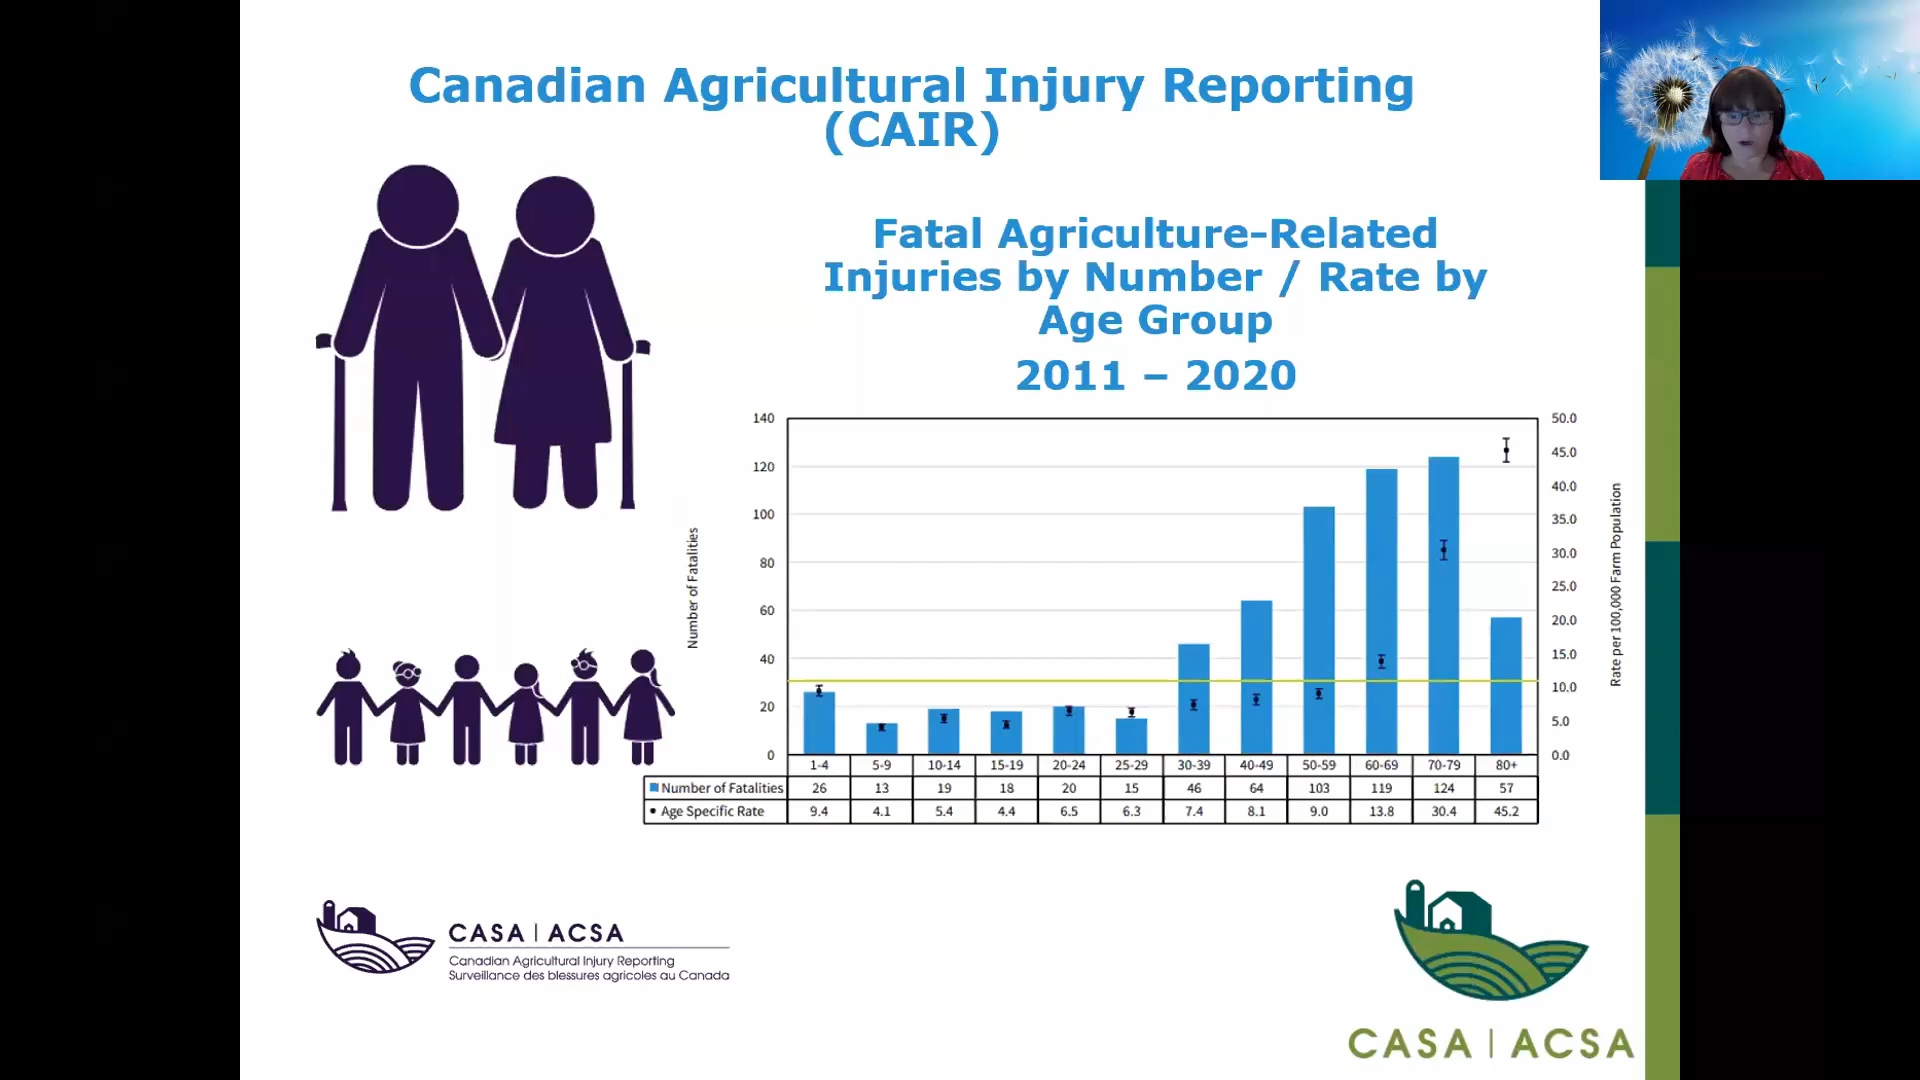 Canadian Agricultural Injury Reporting
(CAIR)
Fatal Agriculture-Related
Injuries by Number / Rate by
Age Group
2011 – 2020
Number of Fatalities
140
120
100
80
60
40
20
0
50.0
45.0
40.0
35.0
30.0
25.0
20.0
15.0
10.0
5.0
0.0
Rate per 100,000 Farm Population
1-4 5-9 10-14 15-19 20-24 25-29 30-39 40-49 50-59 60-69 70-79 80+
Number of Fatalities 26 13 19 18 20 15 46 64 103 119 124 57
Age Specific Rate 9.4 4.1 5.4 4.4 6.5 6.3 7.4 8.1 9.0 13.8 30.4 45.2
CASA | ACSA
Canadian Agricultural Injury Reporting
Surveillance des blessures agricoles au Canada
CASA | ACSA